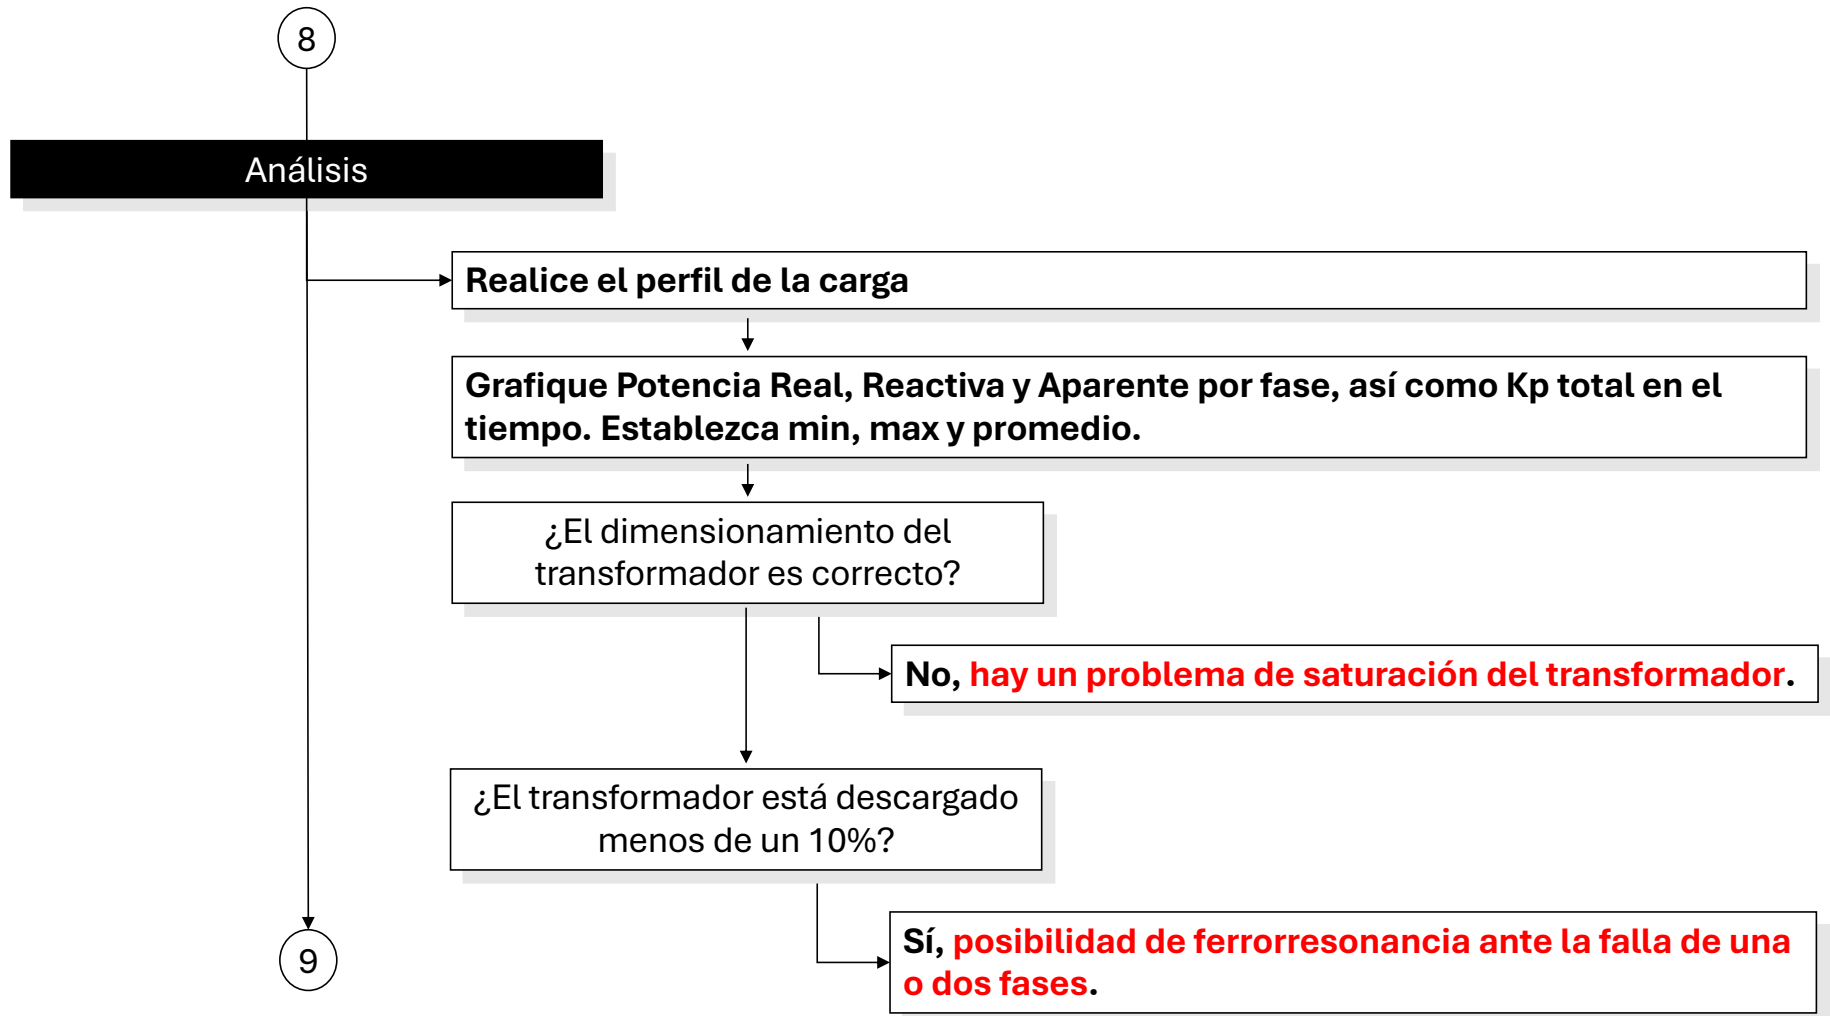 8
Análisis
Realice el perfil de la carga
Grafique Potencia Real, Reactiva y Aparente por fase, así como Kp total en el
tiempo. Establezca min, max y promedio.
¿El dimensionamiento del
transformador es correcto?
No, hay un problema de saturación del transformador.
¿El transformador está descargado
menos de un 10%?
Sí, posibilidad de ferrorresonancia ante la falla de una
o dos fases.
9